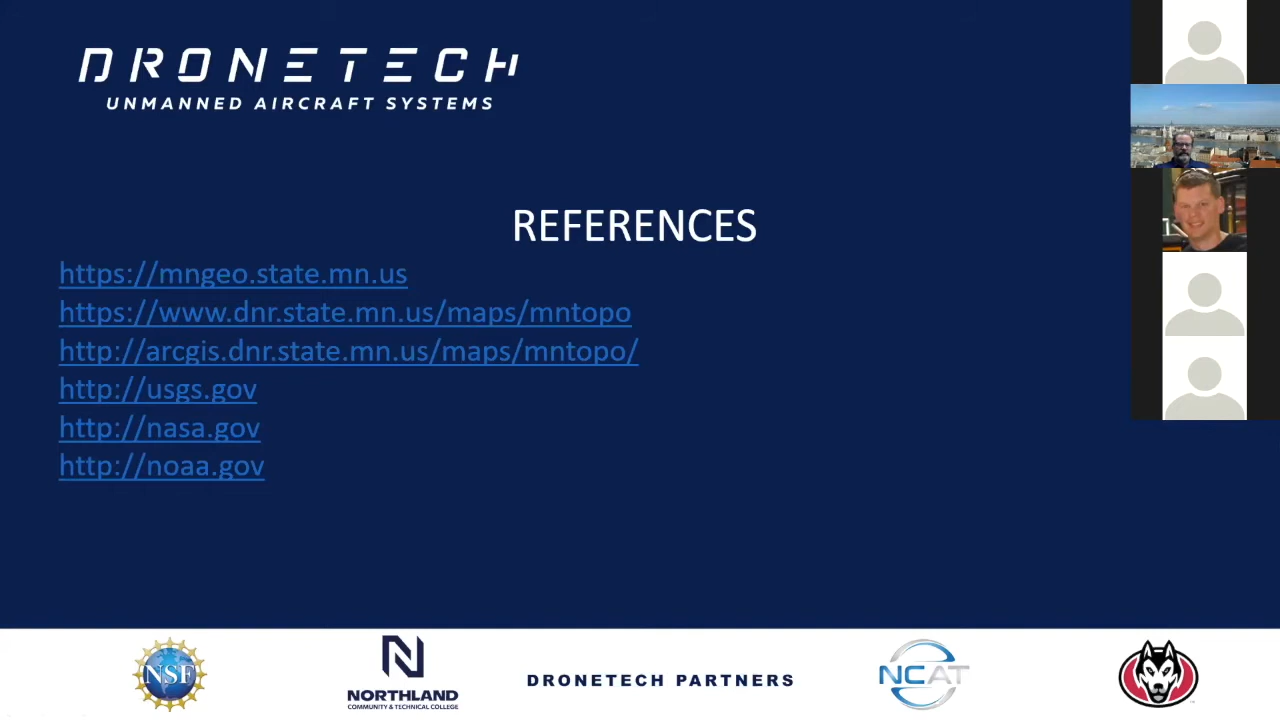 DRONETECH
UNMANNED AIRCRAFT SYSTEMS
REFERENCES
https://mngeo.state.mn.us
https://www.dnr.state.mn.us/maps/mntopo
http://arcgis.dnr.state.mn.us/maps/mntopo/
http://usgs.gov
http://nasa.gov
http://noaa.gov
NSF
NORTHLAND
COMMUNITY & TECHNICAL COLLEGE
DRONETECH PARTNERS
NCAT